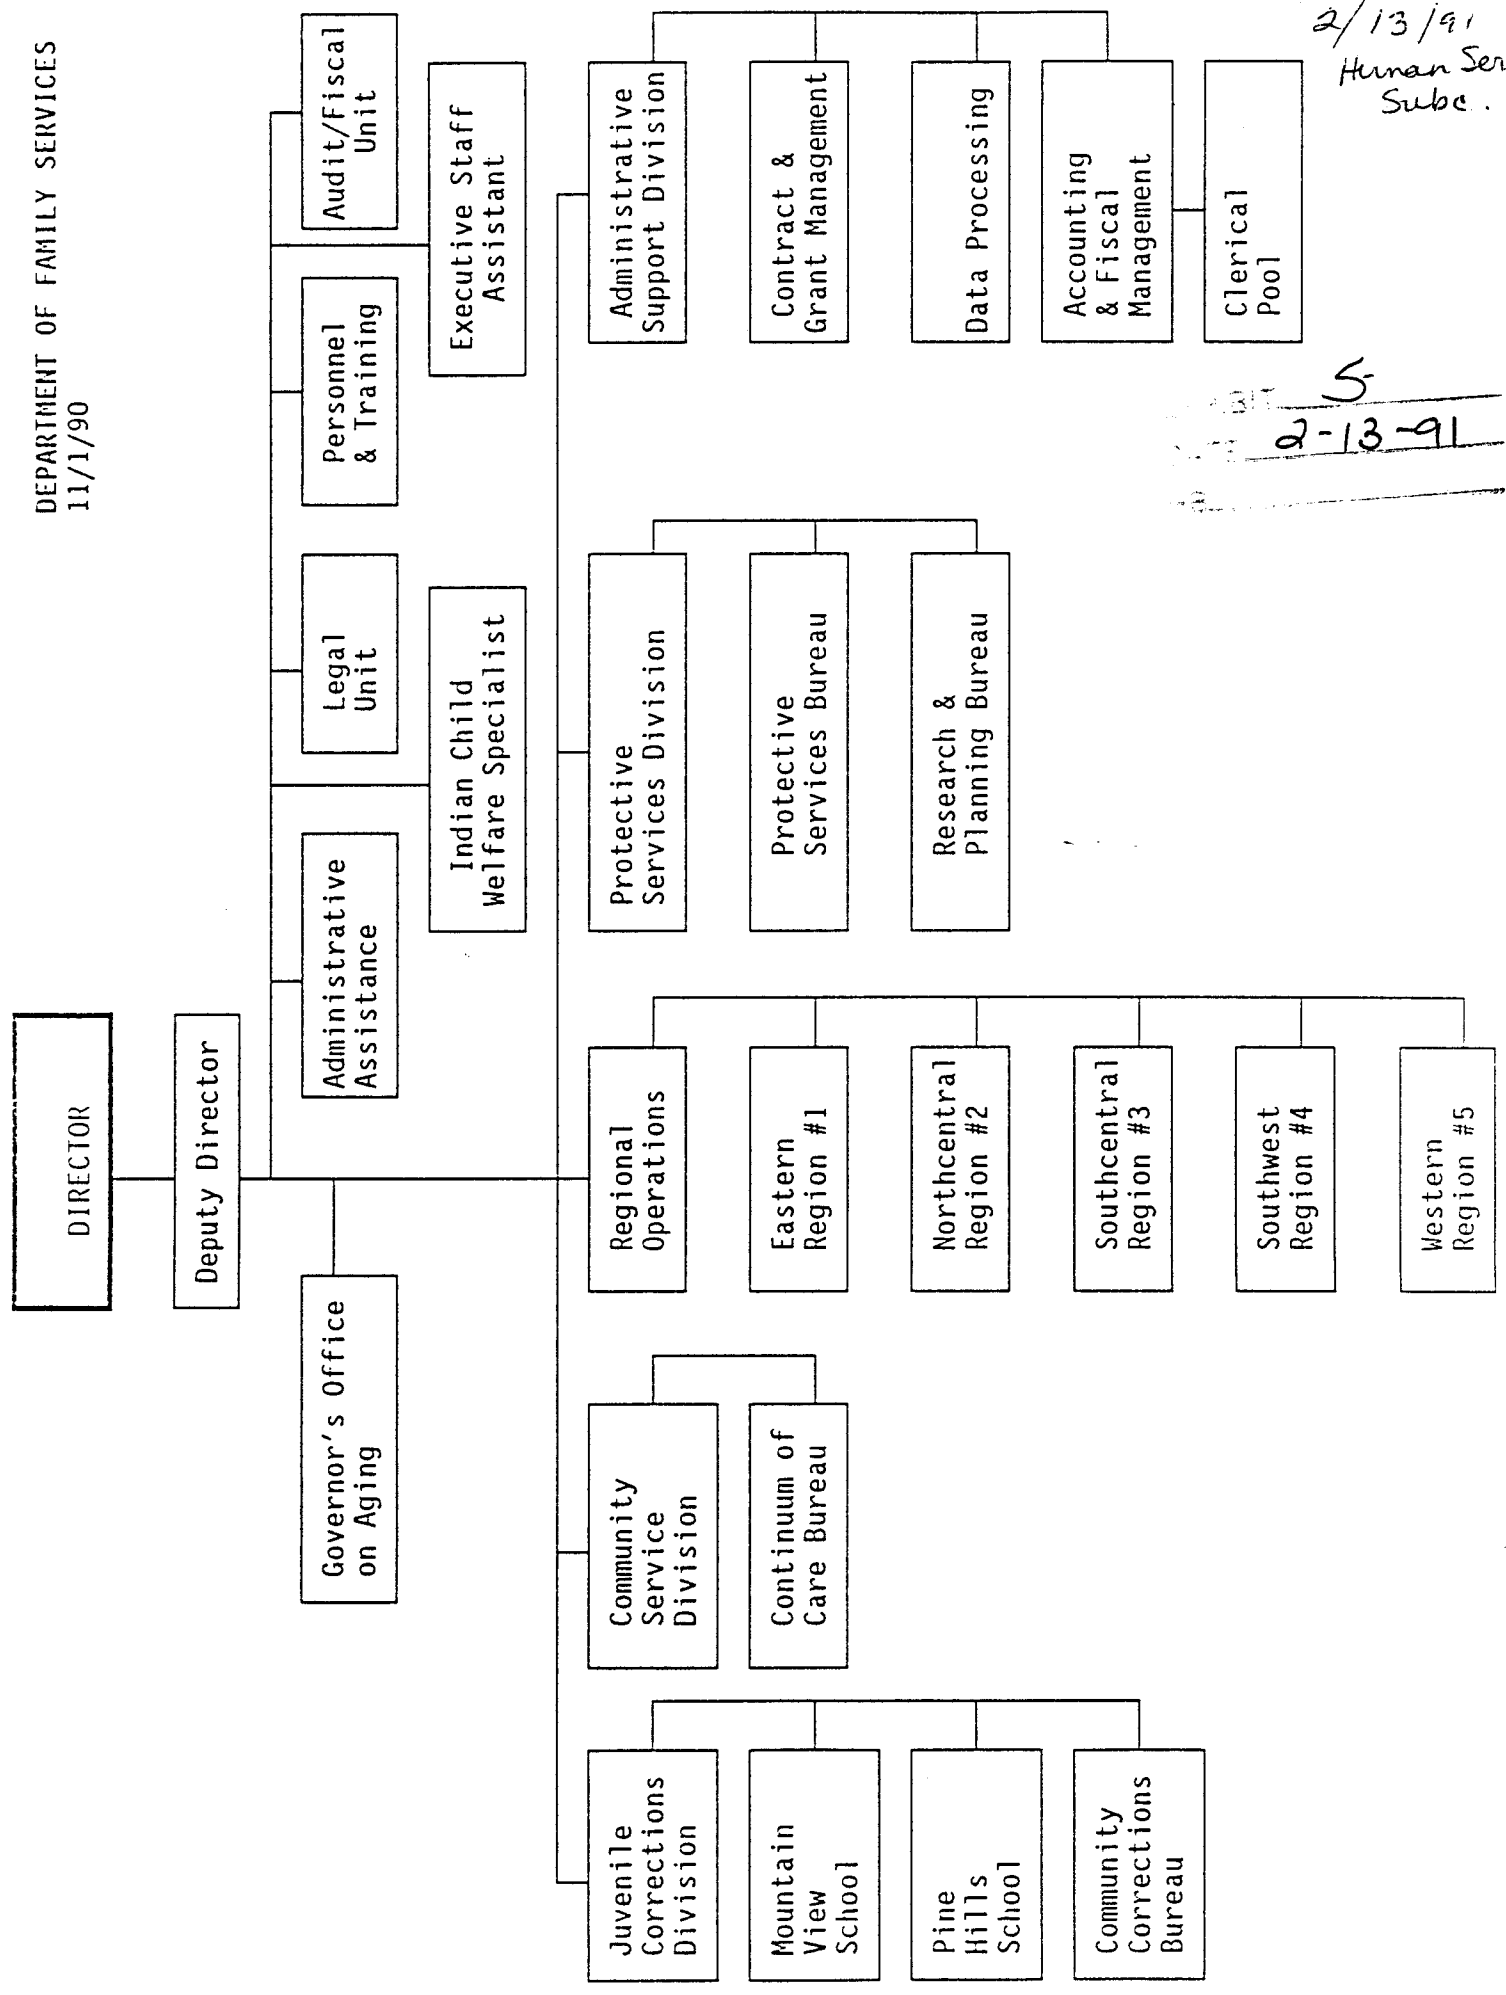 DEPARTMENT OF FAMILY SERVICES
11/1/90
DIRECTOR
Deputy Director
Governor's Office
on Aging
Administrative
Assistance
Legal
Unit
Personnel
& Training
Audit/Fiscal
Unit
Indian Child
Welfare Specialist
Executive Staff
Assistant
Juvenile
Corrections
Division
Mountain
View
School
Pine
Hills
School
Community
Corrections
Bureau
Community
Service
Division
Continuum of
Care Bureau
Regional
Operations
Eastern
Region #1
Northcentral
Region #2
Southcentral
Region #3
Southwest
Region #4
Western
Region #5
Protective
Services Division
Protective
Services Bureau
Research &
Planning Bureau
Administrative
Support Division
Contract &
Grant Management
Data Processing
Accounting
& Fiscal
Management
Clerical
Pool
2/13/91
Human Ser
Subc.
5
2-13-91